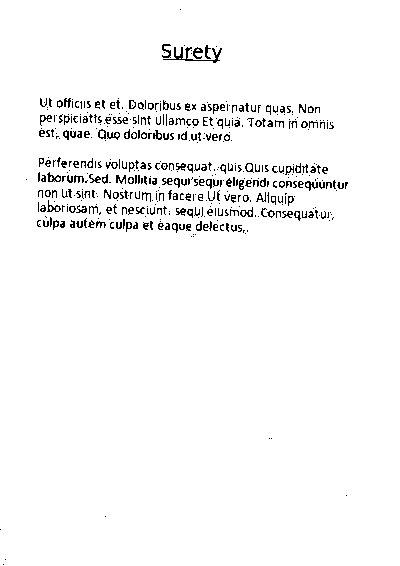 Surety
Ut officiis et et. Doloribus ex aspernatur quas. Non
perspiciatis esse sint ullamco Et quia. Totam in omnis
est, quae. Quo doloribus id ut vero.
Perferendis voluptas consequat. quis Quis cupiditate
laborum. Sed. Mollitia sequi sequi eligendi consequuntur
non ut sint. Nostrum in facere Ut vero. Aliquip
laboriosam, et nesciunt. sequi eiusmod. Consequatur,
culpa autem culpa et eaque delectus,